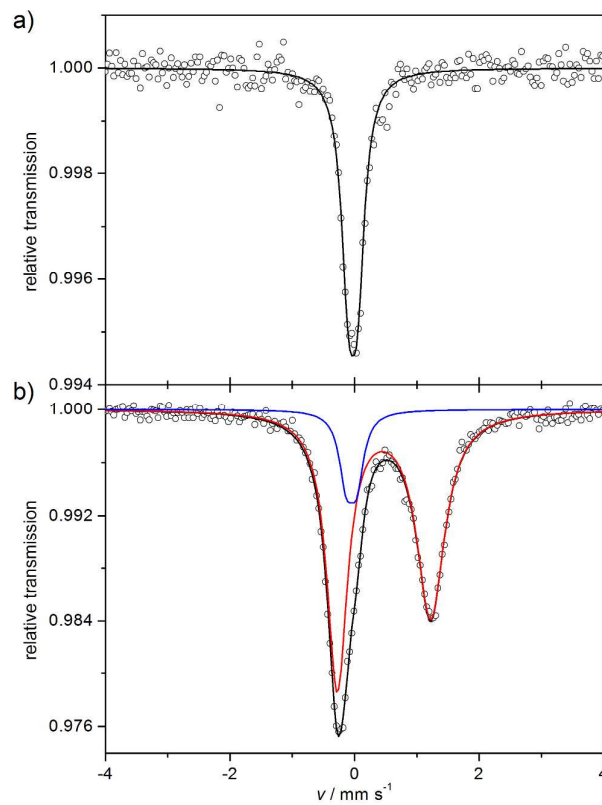 a)
1.000
0.998
0.996
0.994
relative transmission
b)
1.000
0.992
0.984
0.976
relative transmission
-4 -2 0 2 4
v / mm s⁻¹